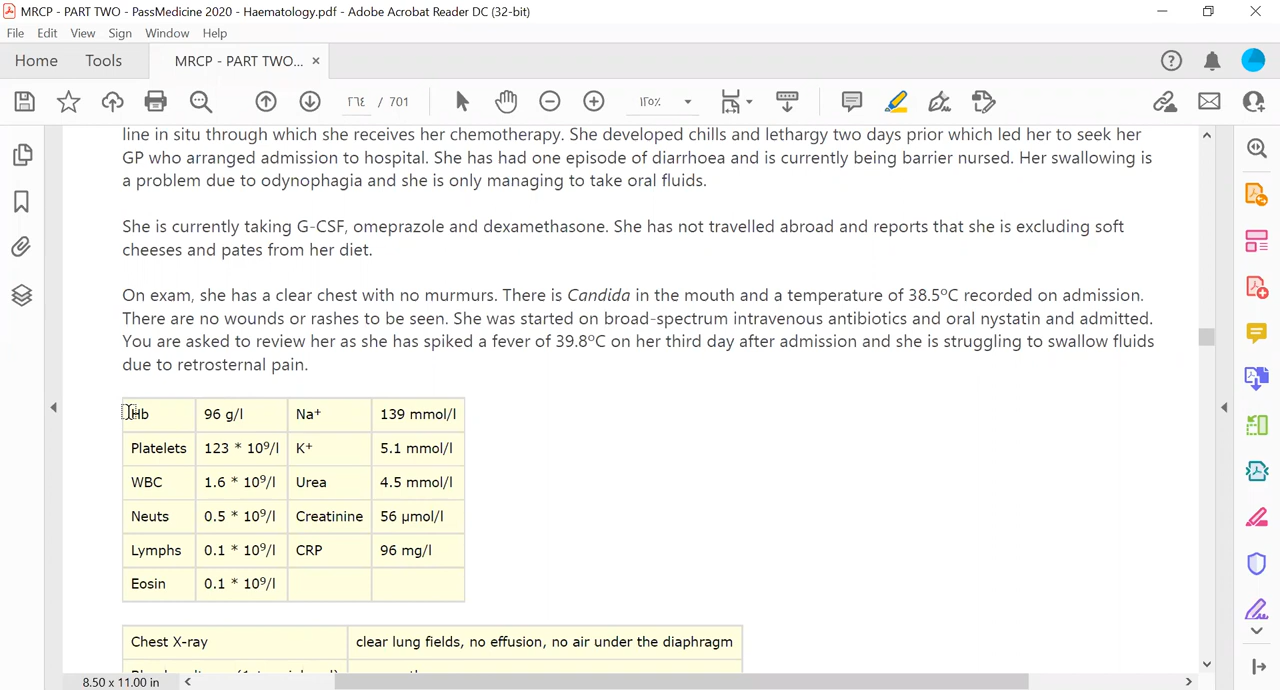 MRCP - PART TWO - PassMedicine 2020 - Haematology.pdf - Adobe Acrobat Reader DC (32-bit)
File Edit View Sign Window Help
Home Tools MRCP - PART TWO... ×
٢٦٤ / 701 ١٢٠%
line in situ through which she receives her chemotherapy. She developed chills and lethargy two days prior which led her to seek her
GP who arranged admission to hospital. She has had one episode of diarrhoea and is currently being barrier nursed. Her swallowing is
a problem due to odynophagia and she is only managing to take oral fluids.
She is currently taking G-CSF, omeprazole and dexamethasone. She has not travelled abroad and reports that she is excluding soft
cheeses and pates from her diet.
On exam, she has a clear chest with no murmurs. There is Candida in the mouth and a temperature of 38.5ºC recorded on admission.
There are no wounds or rashes to be seen. She was started on broad-spectrum intravenous antibiotics and oral nystatin and admitted.
You are asked to review her as she has spiked a fever of 39.8ºC on her third day after admission and she is struggling to swallow fluids
due to retrosternal pain.
Hb 96 g/l Na⁺ 139 mmol/l
Platelets 123 * 10⁹/l K⁺ 5.1 mmol/l
WBC 1.6 * 10⁹/l Urea 4.5 mmol/l
Neuts 0.5 * 10⁹/l Creatinine 56 µmol/l
Lymphs 0.1 * 10⁹/l CRP 96 mg/l
Eosin 0.1 * 10⁹/l
Chest X-ray clear lung fields, no effusion, no air under the diaphragm
8.50 x 11.00 in